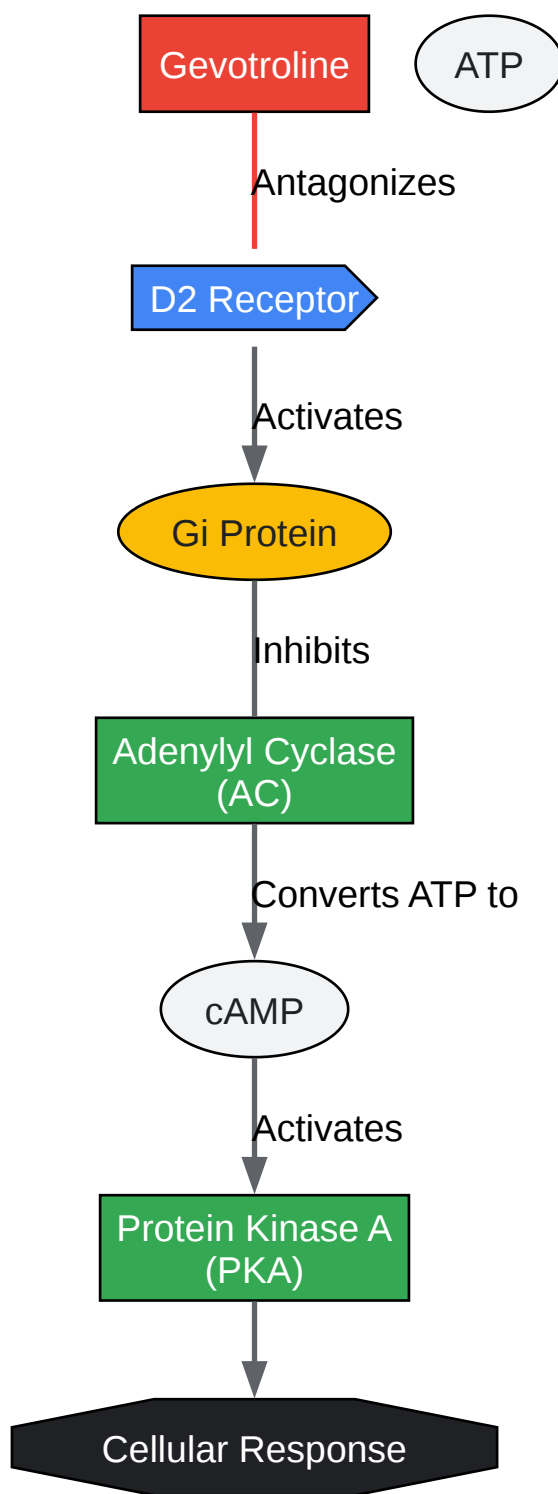 Gevotroline
ATP
Antagonizes
D2 Receptor
Activates
Gi Protein
Inhibits
Adenylyl Cyclase
(AC)
Converts ATP to
cAMP
Activates
Protein Kinase A
(PKA)
Cellular Response